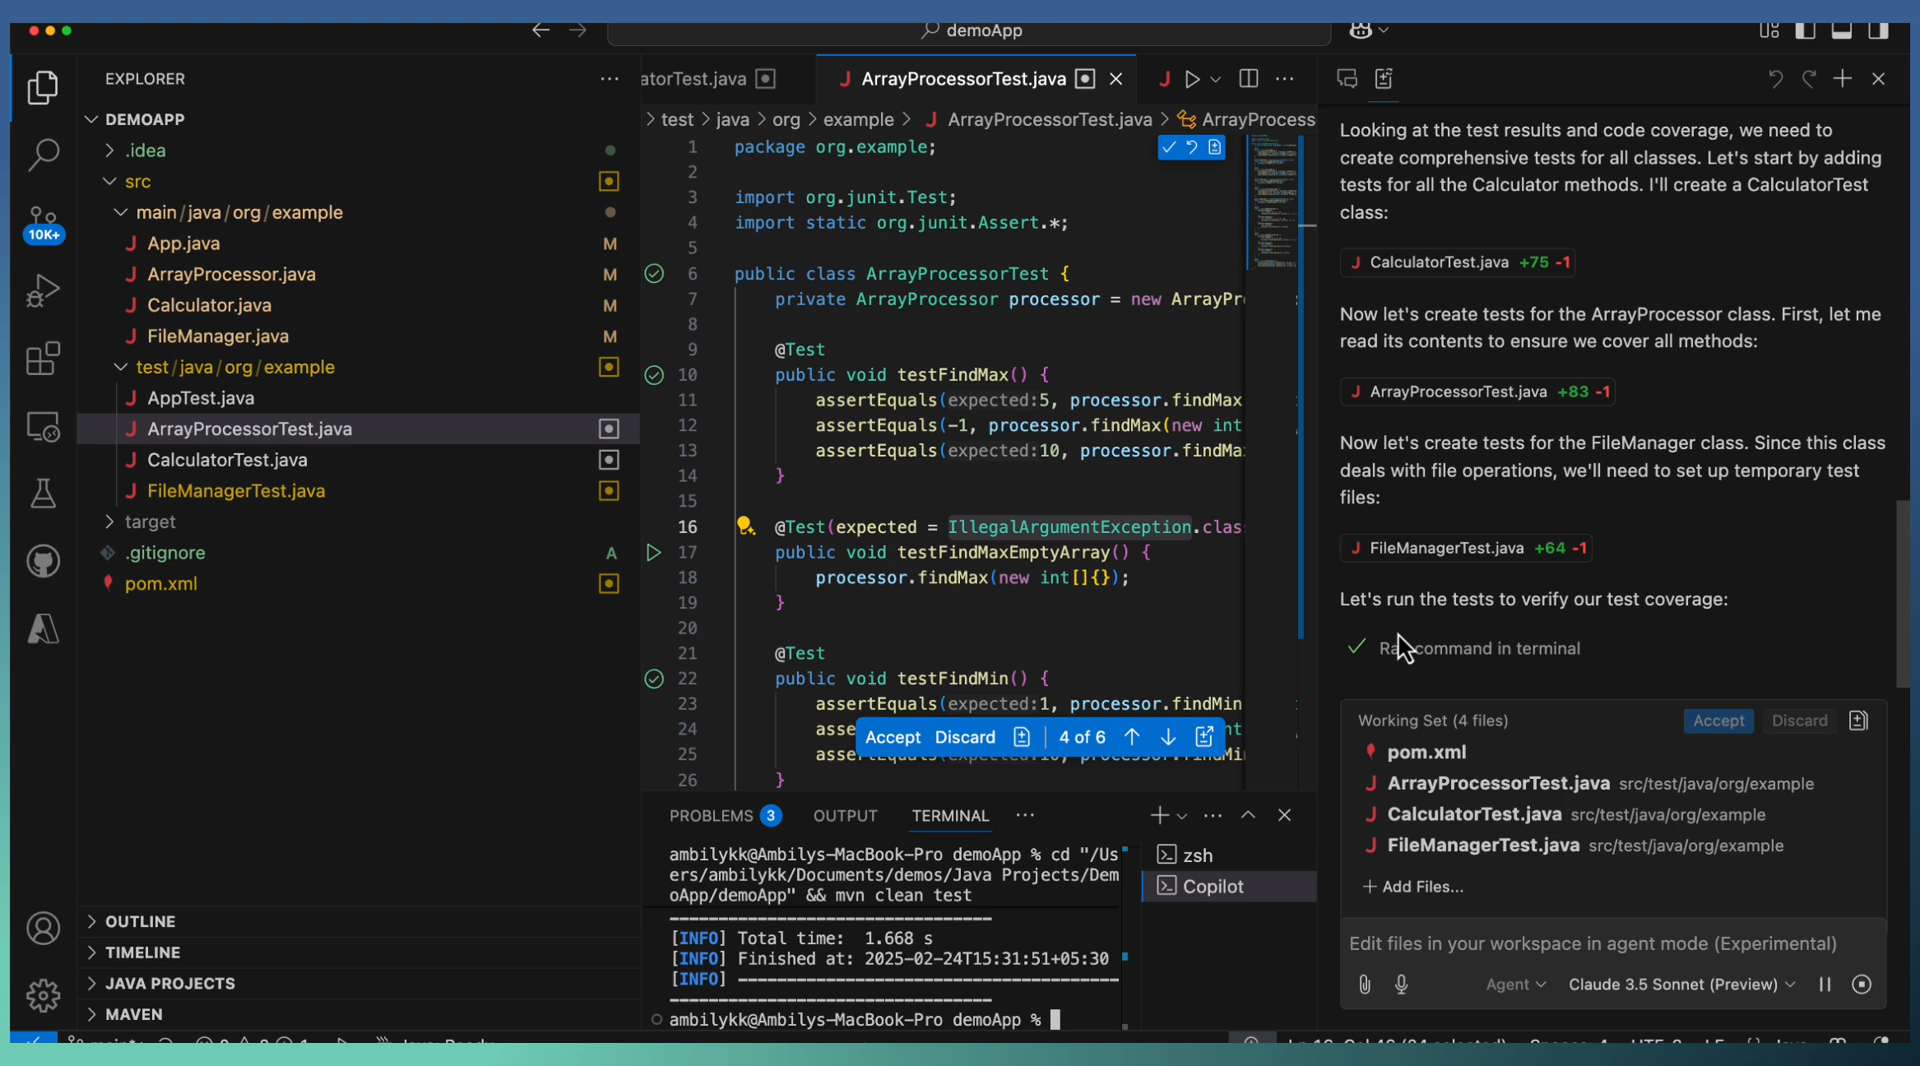 demoApp
EXPLORER
DEMOAPP
.idea
src
main/java/org/example
App.java M
ArrayProcessor.java M
Calculator.java M
FileManager.java M
test/java/org/example
AppTest.java
ArrayProcessorTest.java
CalculatorTest.java
FileManagerTest.java
target
.gitignore A
pom.xml
OUTLINE
TIMELINE
JAVA PROJECTS
MAVEN
10K+
atorTest.java
J ArrayProcessorTest.java
> test > java > org > example > J ArrayProcessorTest.java > ArrayProcess
1 package org.example;
2
3 import org.junit.Test;
4 import static org.junit.Assert.*;
5
6 public class ArrayProcessorTest {
7 private ArrayProcessor processor = new ArrayPr
8
9 @Test
10 public void testFindMax() {
11 assertEquals(expected:5, processor.findMax
12 assertEquals(-1, processor.findMax(new int
13 assertEquals(expected:10, processor.findMa
14 }
15
16 @Test(expected = IllegalArgumentException.clas
17 public void testFindMaxEmptyArray() {
18 processor.findMax(new int[]{});
19 }
20
21 @Test
22 public void testFindMin() {
23 assertEquals(expected:1, processor.findMin
24 asse
25
26 }
Accept Discard 4 of 6
PROBLEMS 3 OUTPUT TERMINAL
ambilykk@Ambilys-MacBook-Pro demoApp % cd "/Us
ers/ambilykk/Documents/demos/Java Projects/Dem
oApp/demoApp" && mvn clean test
[INFO] Total time: 1.668 s
[INFO] Finished at: 2025-02-24T15:31:51+05:30
[INFO]
ambilykk@Ambilys-MacBook-Pro demoApp %
zsh
Copilot
Looking at the test results and code coverage, we need to
create comprehensive tests for all classes. Let's start by adding
tests for all the Calculator methods. I'll create a CalculatorTest
class:
J CalculatorTest.java +75 -1
Now let's create tests for the ArrayProcessor class. First, let me
read its contents to ensure we cover all methods:
J ArrayProcessorTest.java +83 -1
Now let's create tests for the FileManager class. Since this class
deals with file operations, we'll need to set up temporary test
files:
J FileManagerTest.java +64 -1
Let's run the tests to verify our test coverage:
command in terminal
Working Set (4 files) Accept Discard
pom.xml
J ArrayProcessorTest.java src/test/java/org/example
J CalculatorTest.java src/test/java/org/example
J FileManagerTest.java src/test/java/org/example
+ Add Files...
Edit files in your workspace in agent mode (Experimental)
Agent Claude 3.5 Sonnet (Preview)